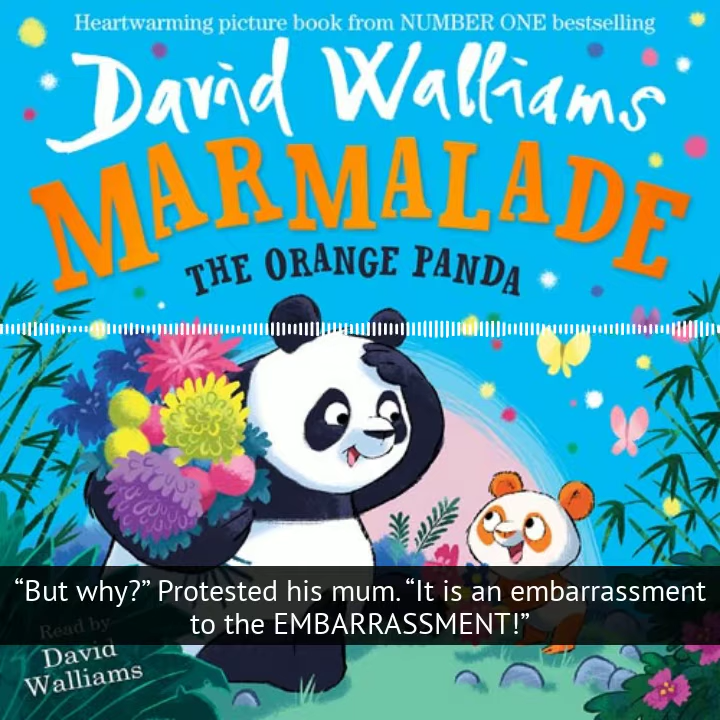 Heartwarming picture book from NUMBER ONE bestselling
David Walliams
MARMALADE
THE ORANGE PANDA
“But why?” Protested his mum. “It is an embarrassment
to the EMBARRASSMENT!”
Read by
David
Walliams